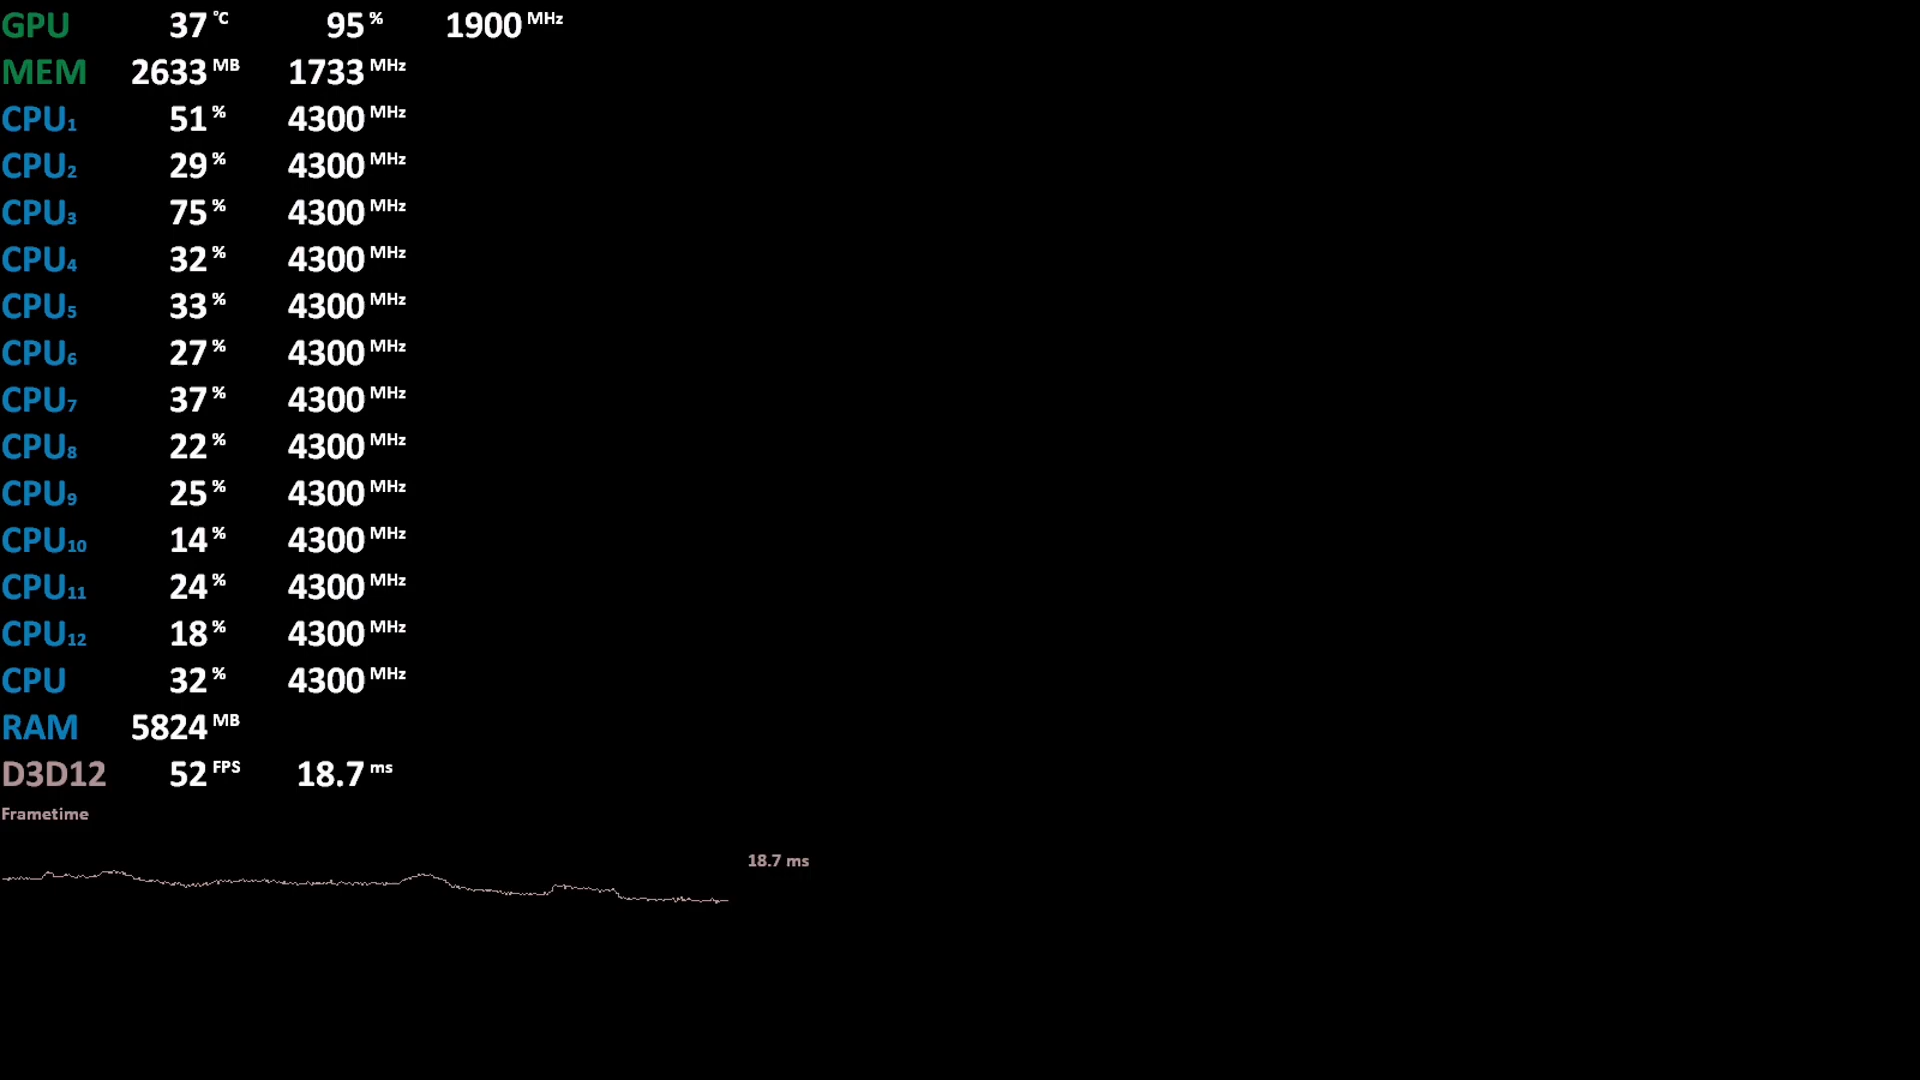 GPU 37 °C 95 % 1900 MHz
MEM 2633 MB 1733 MHz
CPU1 51 % 4300 MHz
CPU2 29 % 4300 MHz
CPU3 75 % 4300 MHz
CPU4 32 % 4300 MHz
CPU5 33 % 4300 MHz
CPU6 27 % 4300 MHz
CPU7 37 % 4300 MHz
CPU8 22 % 4300 MHz
CPU9 25 % 4300 MHz
CPU10 14 % 4300 MHz
CPU11 24 % 4300 MHz
CPU12 18 % 4300 MHz
CPU 32 % 4300 MHz
RAM 5824 MB
D3D12 52 FPS 18.7 ms
Frametime
18.7 ms